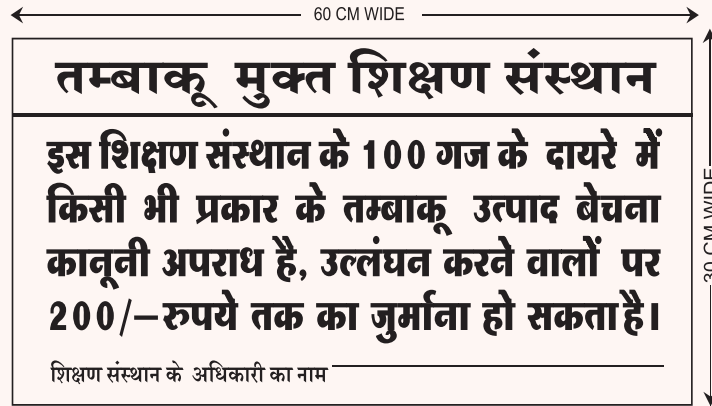 60 CM WIDE
तम्बाकू मुक्त शिक्षण संस्थान
इस शिक्षण संस्थान के 100 गज के दायरे में
किसी भी प्रकार के तम्बाकू उत्पाद बेचना
कानूनी अपराध है, उल्लंघन करने वालों पर
200/–रुपये तक का जुर्माना हो सकता है।
शिक्षण संस्थान के अधिकारी का नाम
30 CM WIDE